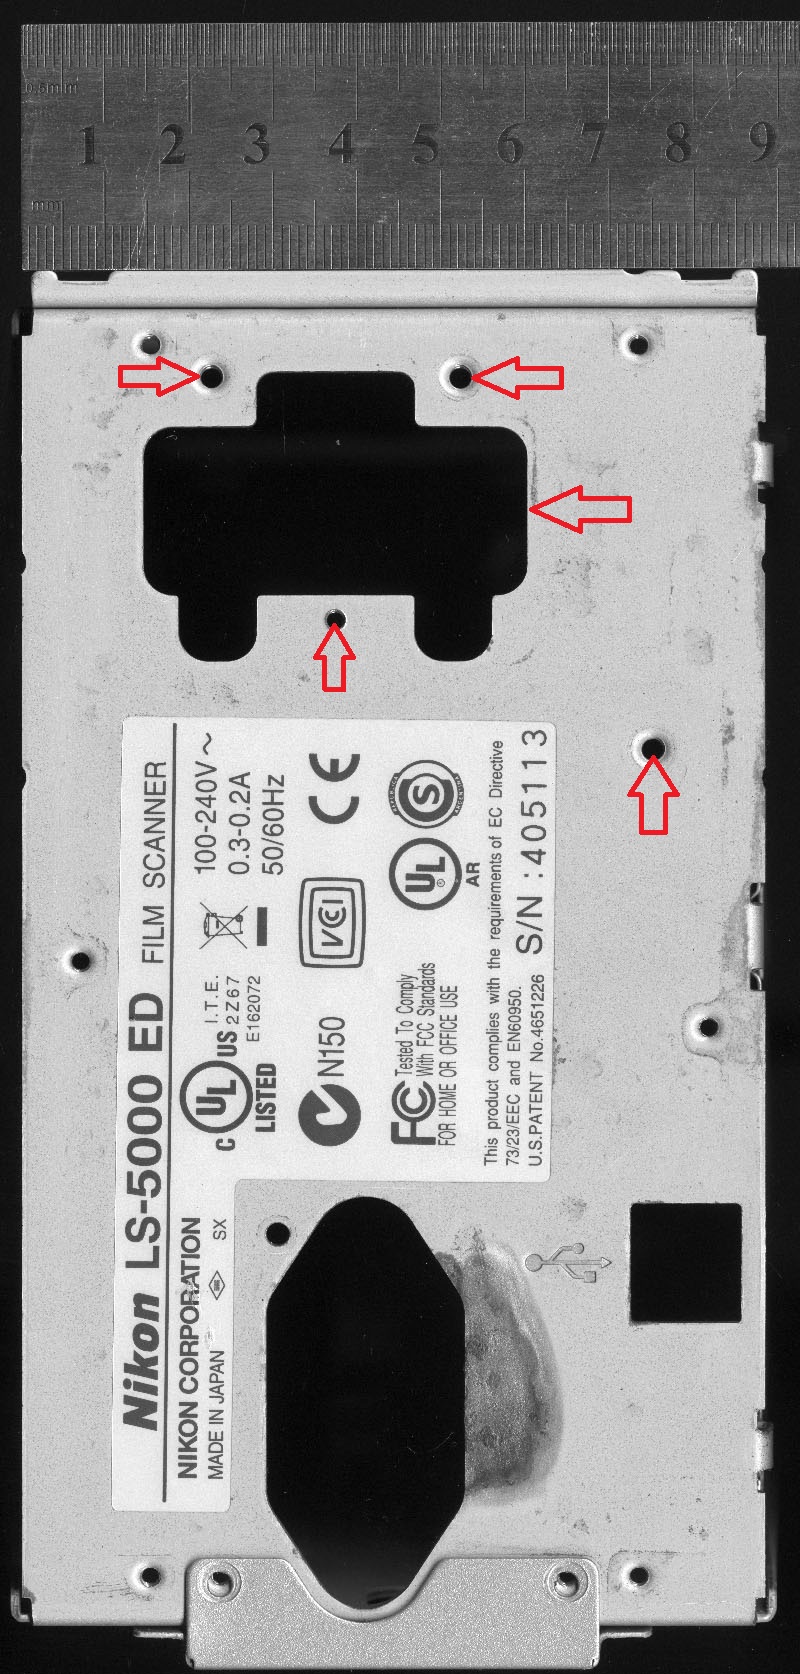 0.5mm
1 2 3 4 5 6 7 8 9
mm
Nikon LS-5000 ED FILM SCANNER
NIKON CORPORATION
MADE IN JAPAN SX
100-240V~
0.3-0.2A
50/60Hz
C UL US
LISTED
I.T.E.
2Z67
E162072
CE
VCI
N150
S
UL
AR
FC Tested To Comply
With FCC Standards
FOR HOME OR OFFICE USE
This product complies with the requirements of EC Directive
73/23/EEC and EN60950.
U.S.PATENT No.4651226 S/N : 405113